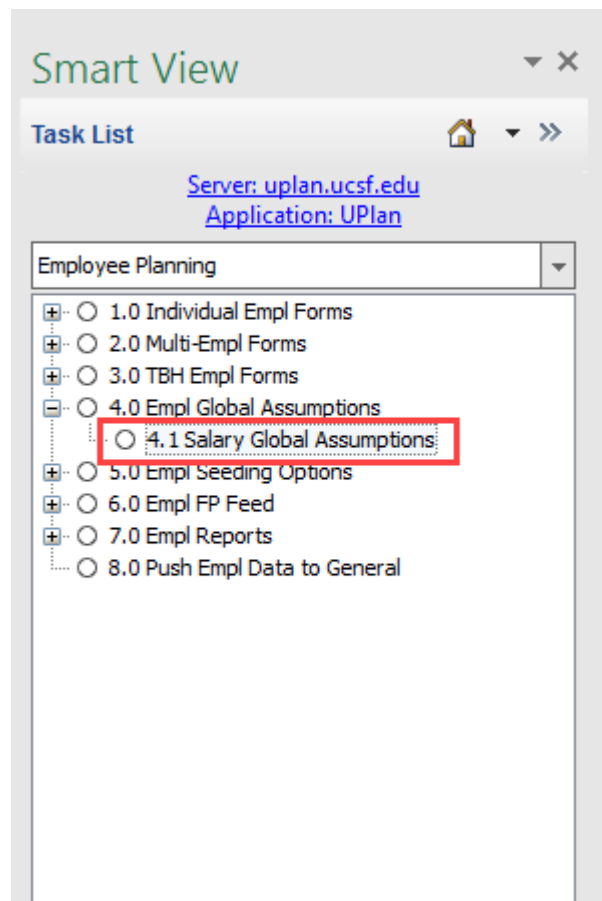 Smart View
Task List
Server: uplan.ucsf.edu
Application: UPlan
Employee Planning
1.0 Individual Empl Forms
2.0 Multi-Empl Forms
3.0 TBH Empl Forms
4.0 Empl Global Assumptions
4.1 Salary Global Assumptions
5.0 Empl Seeding Options
6.0 Empl FP Feed
7.0 Empl Reports
8.0 Push Empl Data to General